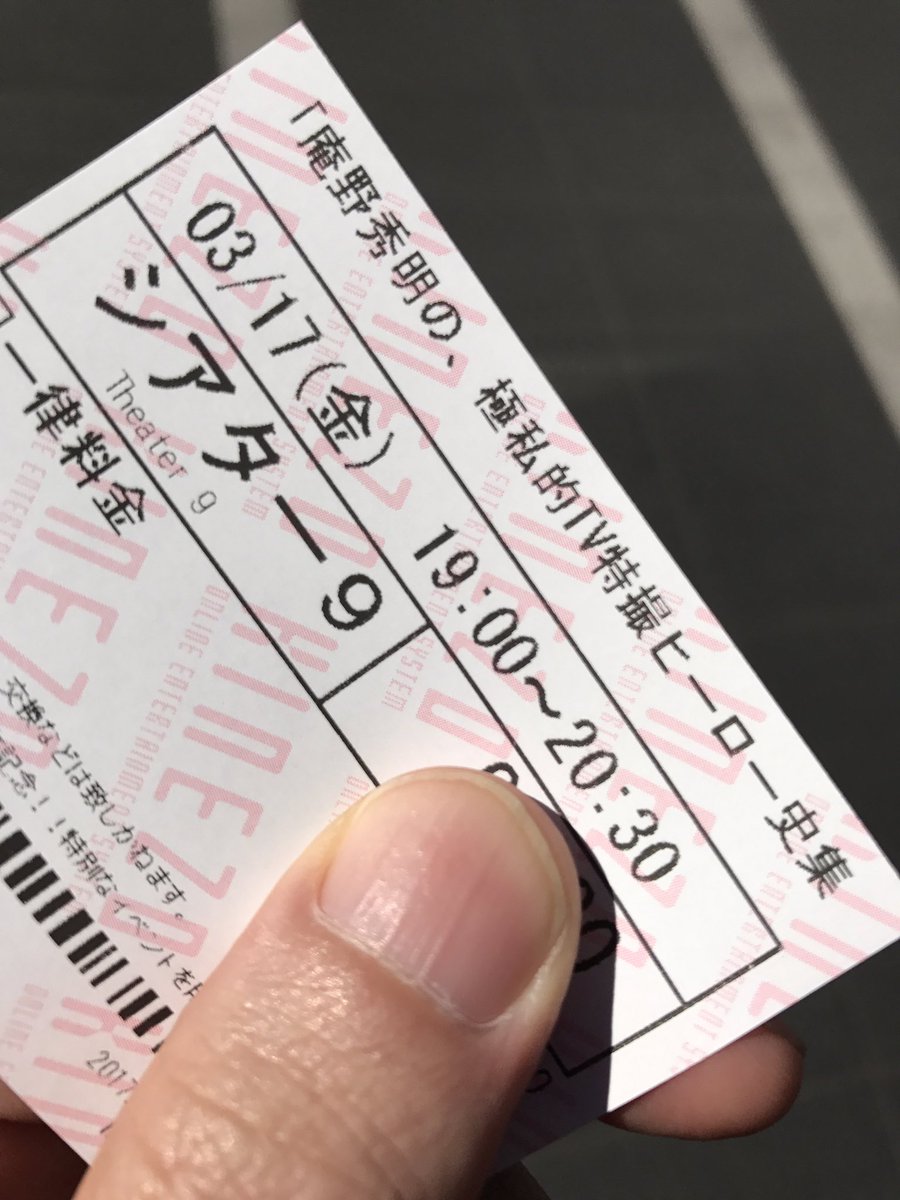 「庵野秀明の、極私的TV特撮ヒーロー史集
03/17(金) 19:00〜20:30
シアター9
Theater 9
一律料金
交換などは致しかねます。
記念！！特別なイベントを
2017